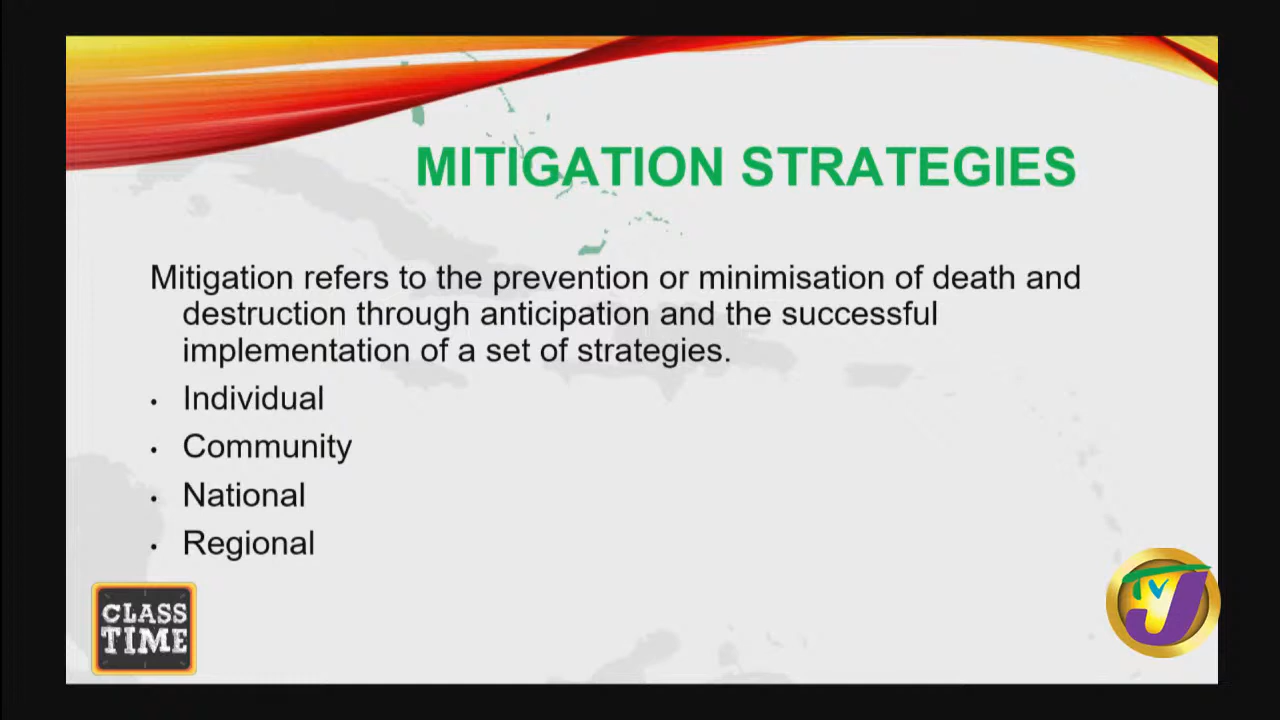 MITIGATION STRATEGIES
Mitigation refers to the prevention or minimisation of death and
destruction through anticipation and the successful
implementation of a set of strategies.
• Individual
• Community
• National
• Regional
CLASS
TIME
TVJ